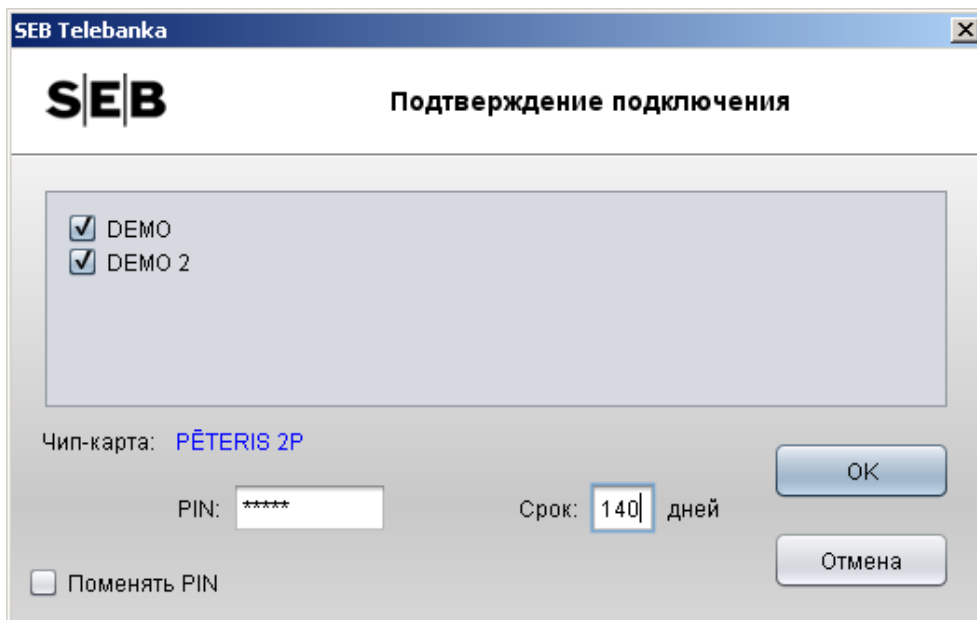 SEB Telebanka
S|E|B
Подтверждение подключения
DEMO
DEMO 2
Чип-карта: PĒTERIS 2P
OK
PIN: ***** Срок: 140 дней
Отмена
Поменять PIN